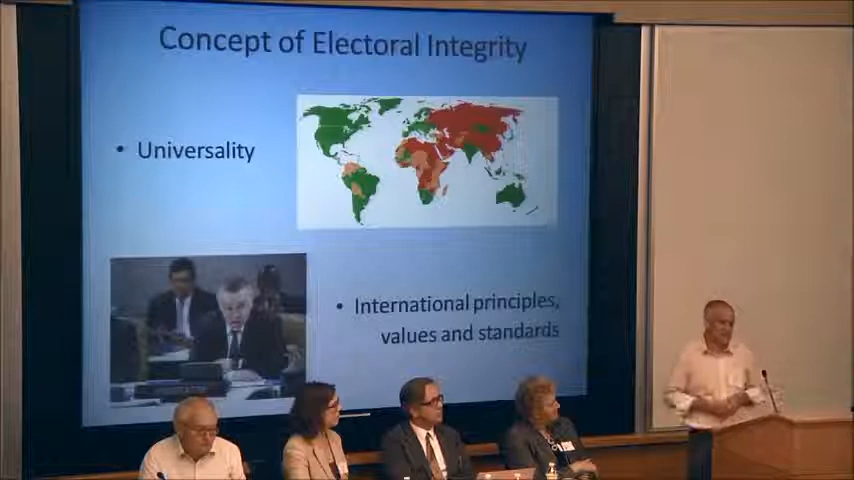 Concept of Electoral Integrity
• Universality
• International principles,
values and standards